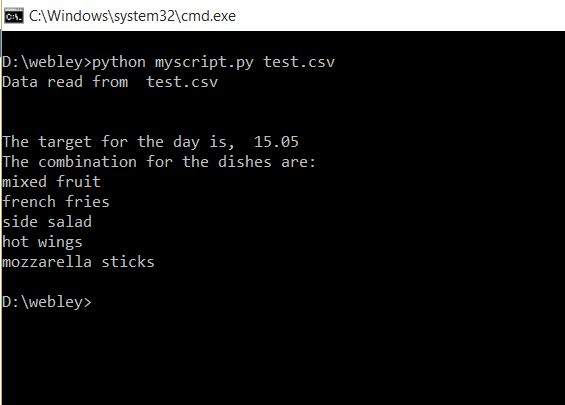 C:\Windows\system32\cmd.exe
D:\webley>python myscript.py test.csv
Data read from  test.csv
The target for the day is,  15.05
The combination for the dishes are:
mixed fruit
french fries
side salad
hot wings
mozzarella sticks
D:\webley>